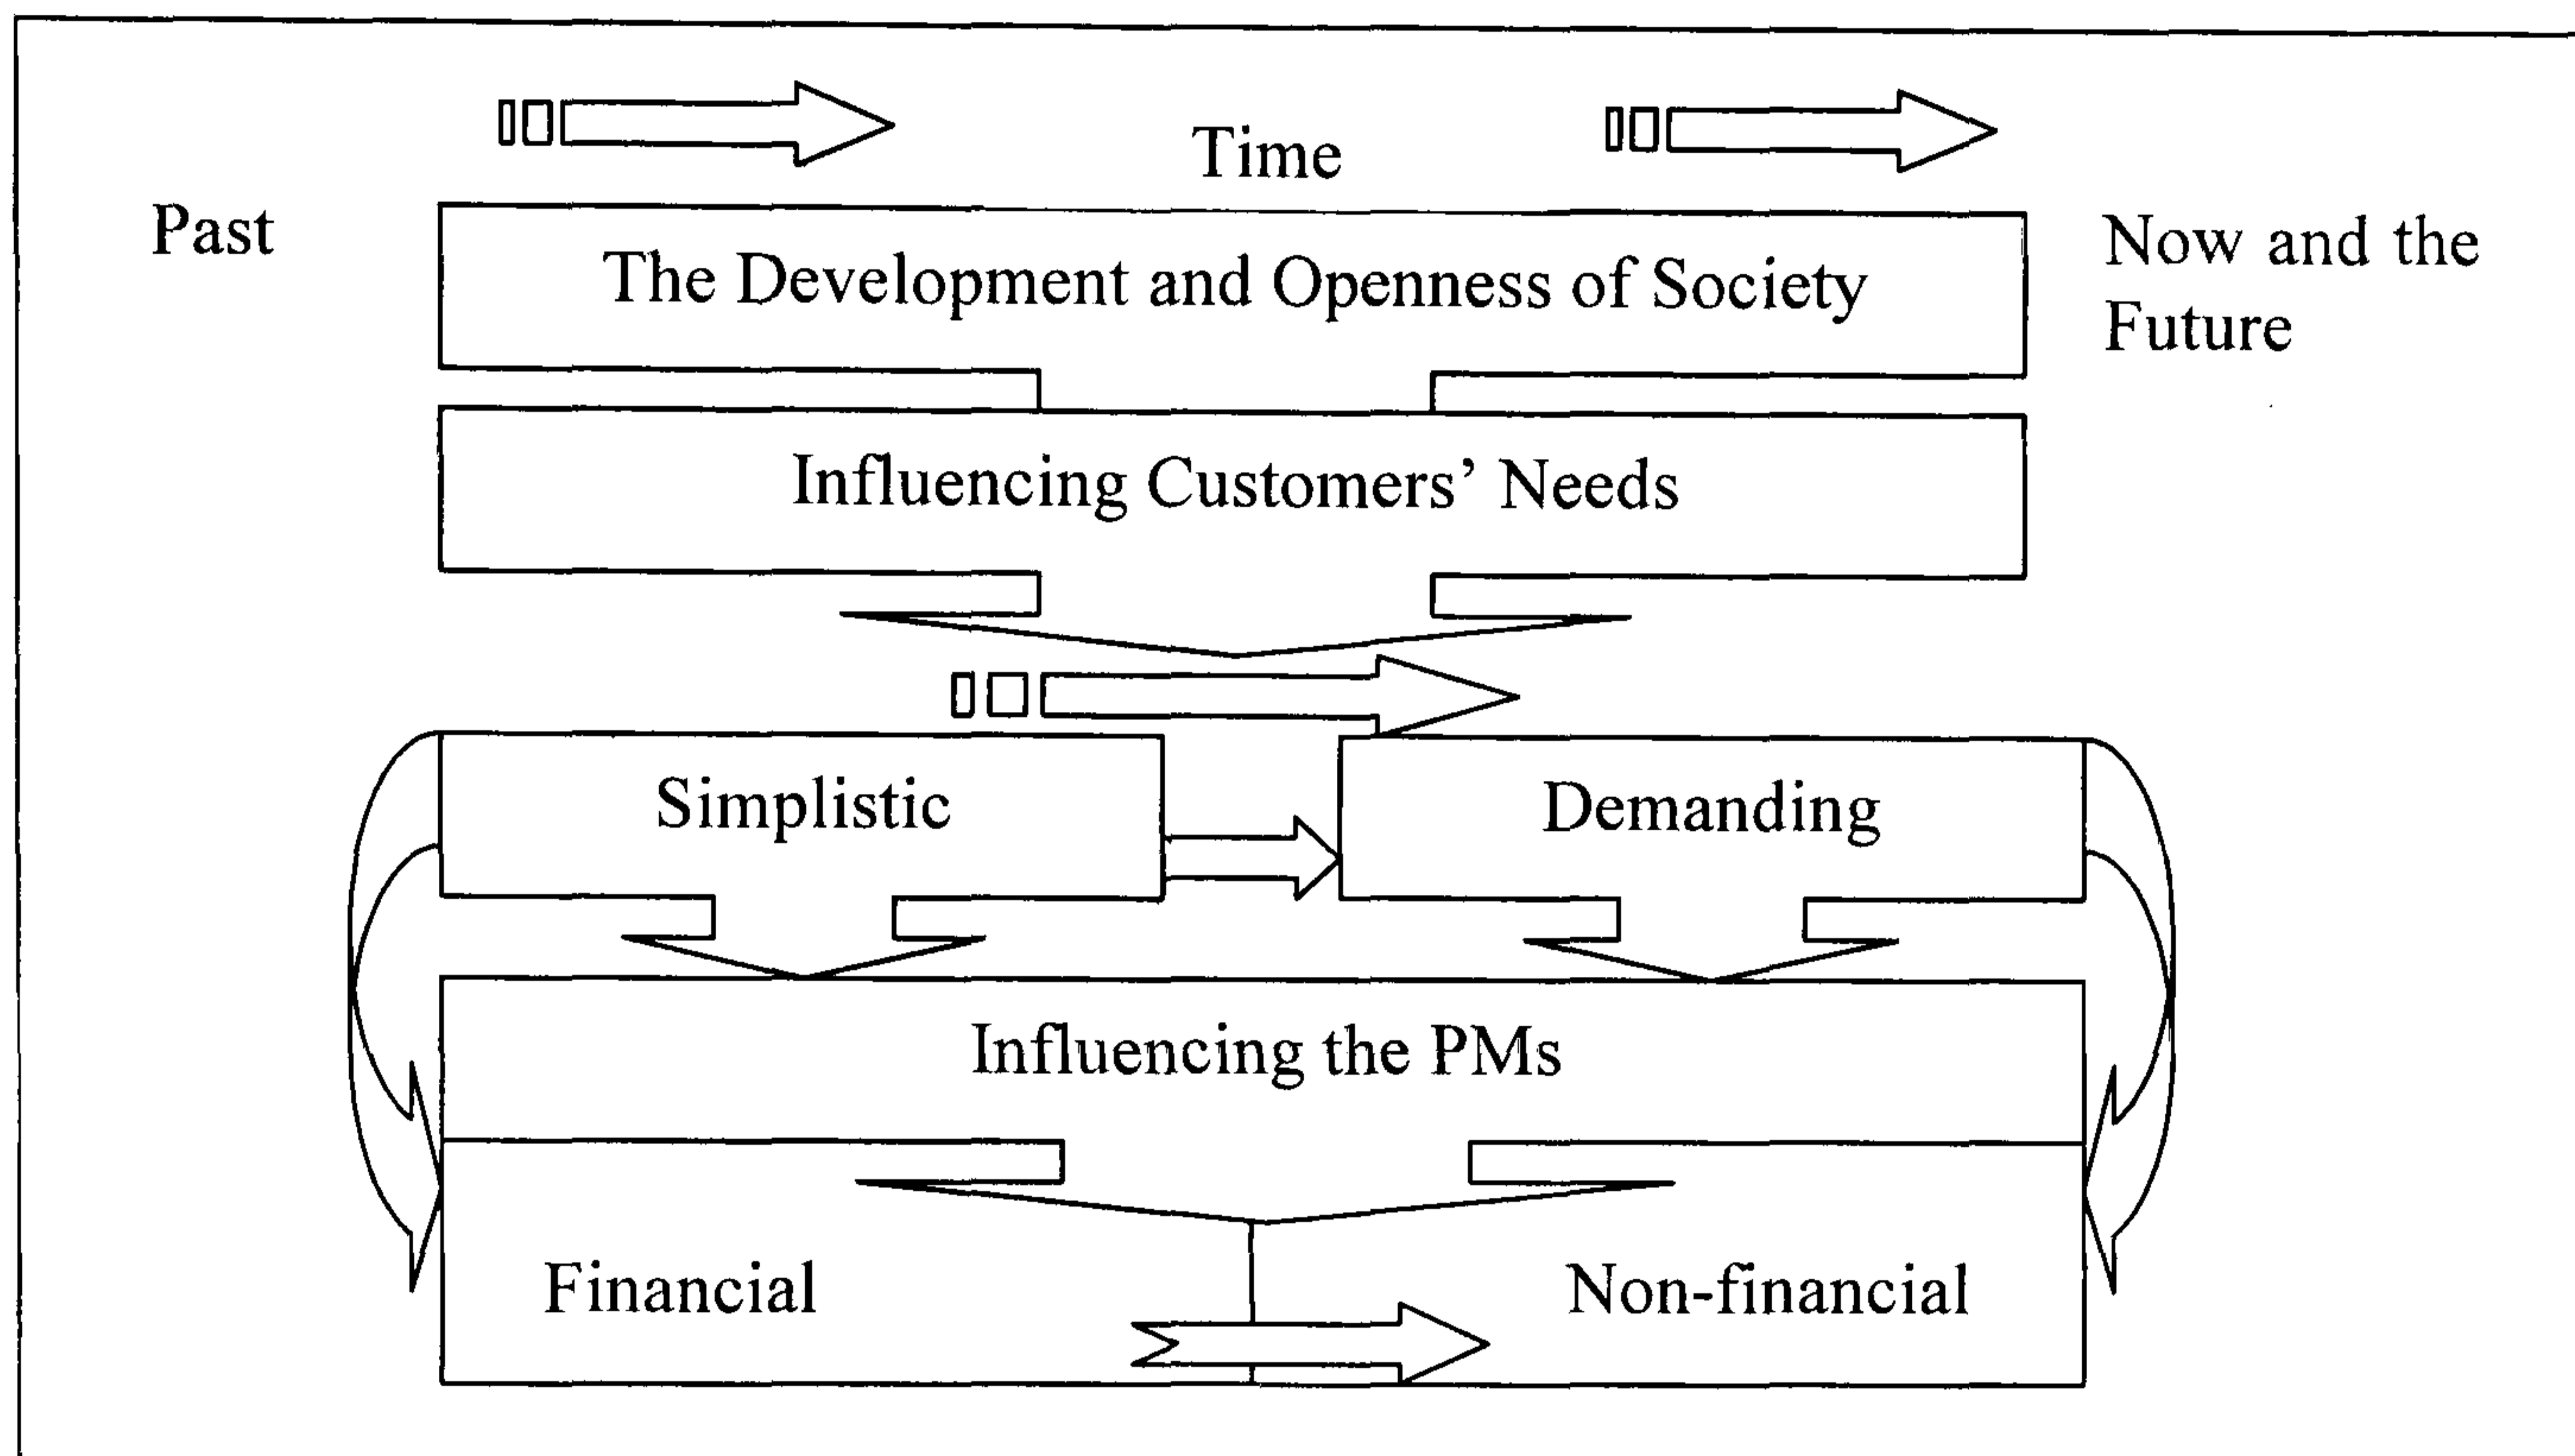 Time
Past
The Development and Openness of Society
Now and the
Future
Influencing Customers’ Needs
Simplistic
Demanding
Influencing the PMs
Financial
Non-financial